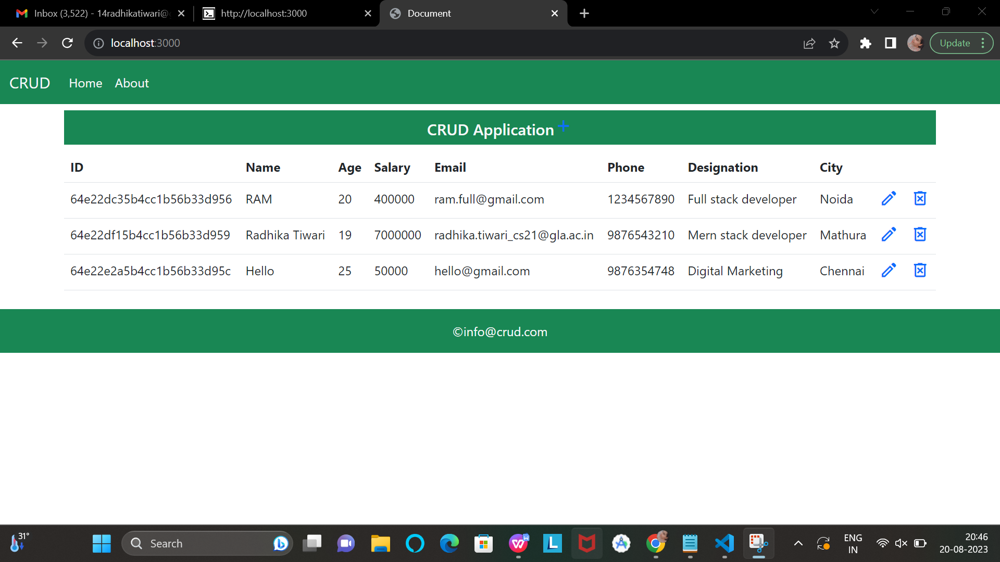 Inbox (3,522) - 14radhikatiwari@ http://localhost:3000 Document
localhost:3000 Update
CRUD Home About
CRUD Application +
ID Name Age Salary Email Phone Designation City
64e22dc35b4cc1b56b33d956 RAM 20 400000 ram.full@gmail.com 1234567890 Full stack developer Noida
64e22df15b4cc1b56b33d959 Radhika Tiwari 19 7000000 radhika.tiwari_cs21@gla.ac.in 9876543210 Mern stack developer Mathura
64e22e2a5b4cc1b56b33d95c Hello 25 50000 hello@gmail.com 9876354748 Digital Marketing Chennai
©info@crud.com
31° Search ENG 20:46
IN 20-08-2023